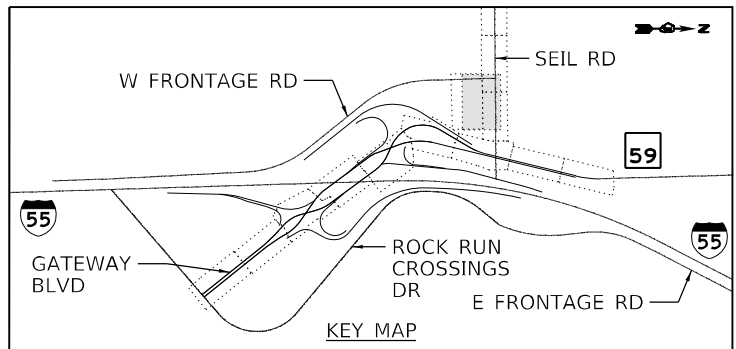 Z
SEIL RD
W FRONTAGE RD
59
55
55
GATEWAY
BLVD
ROCK RUN
CROSSINGS
DR
E FRONTAGE RD
KEY MAP